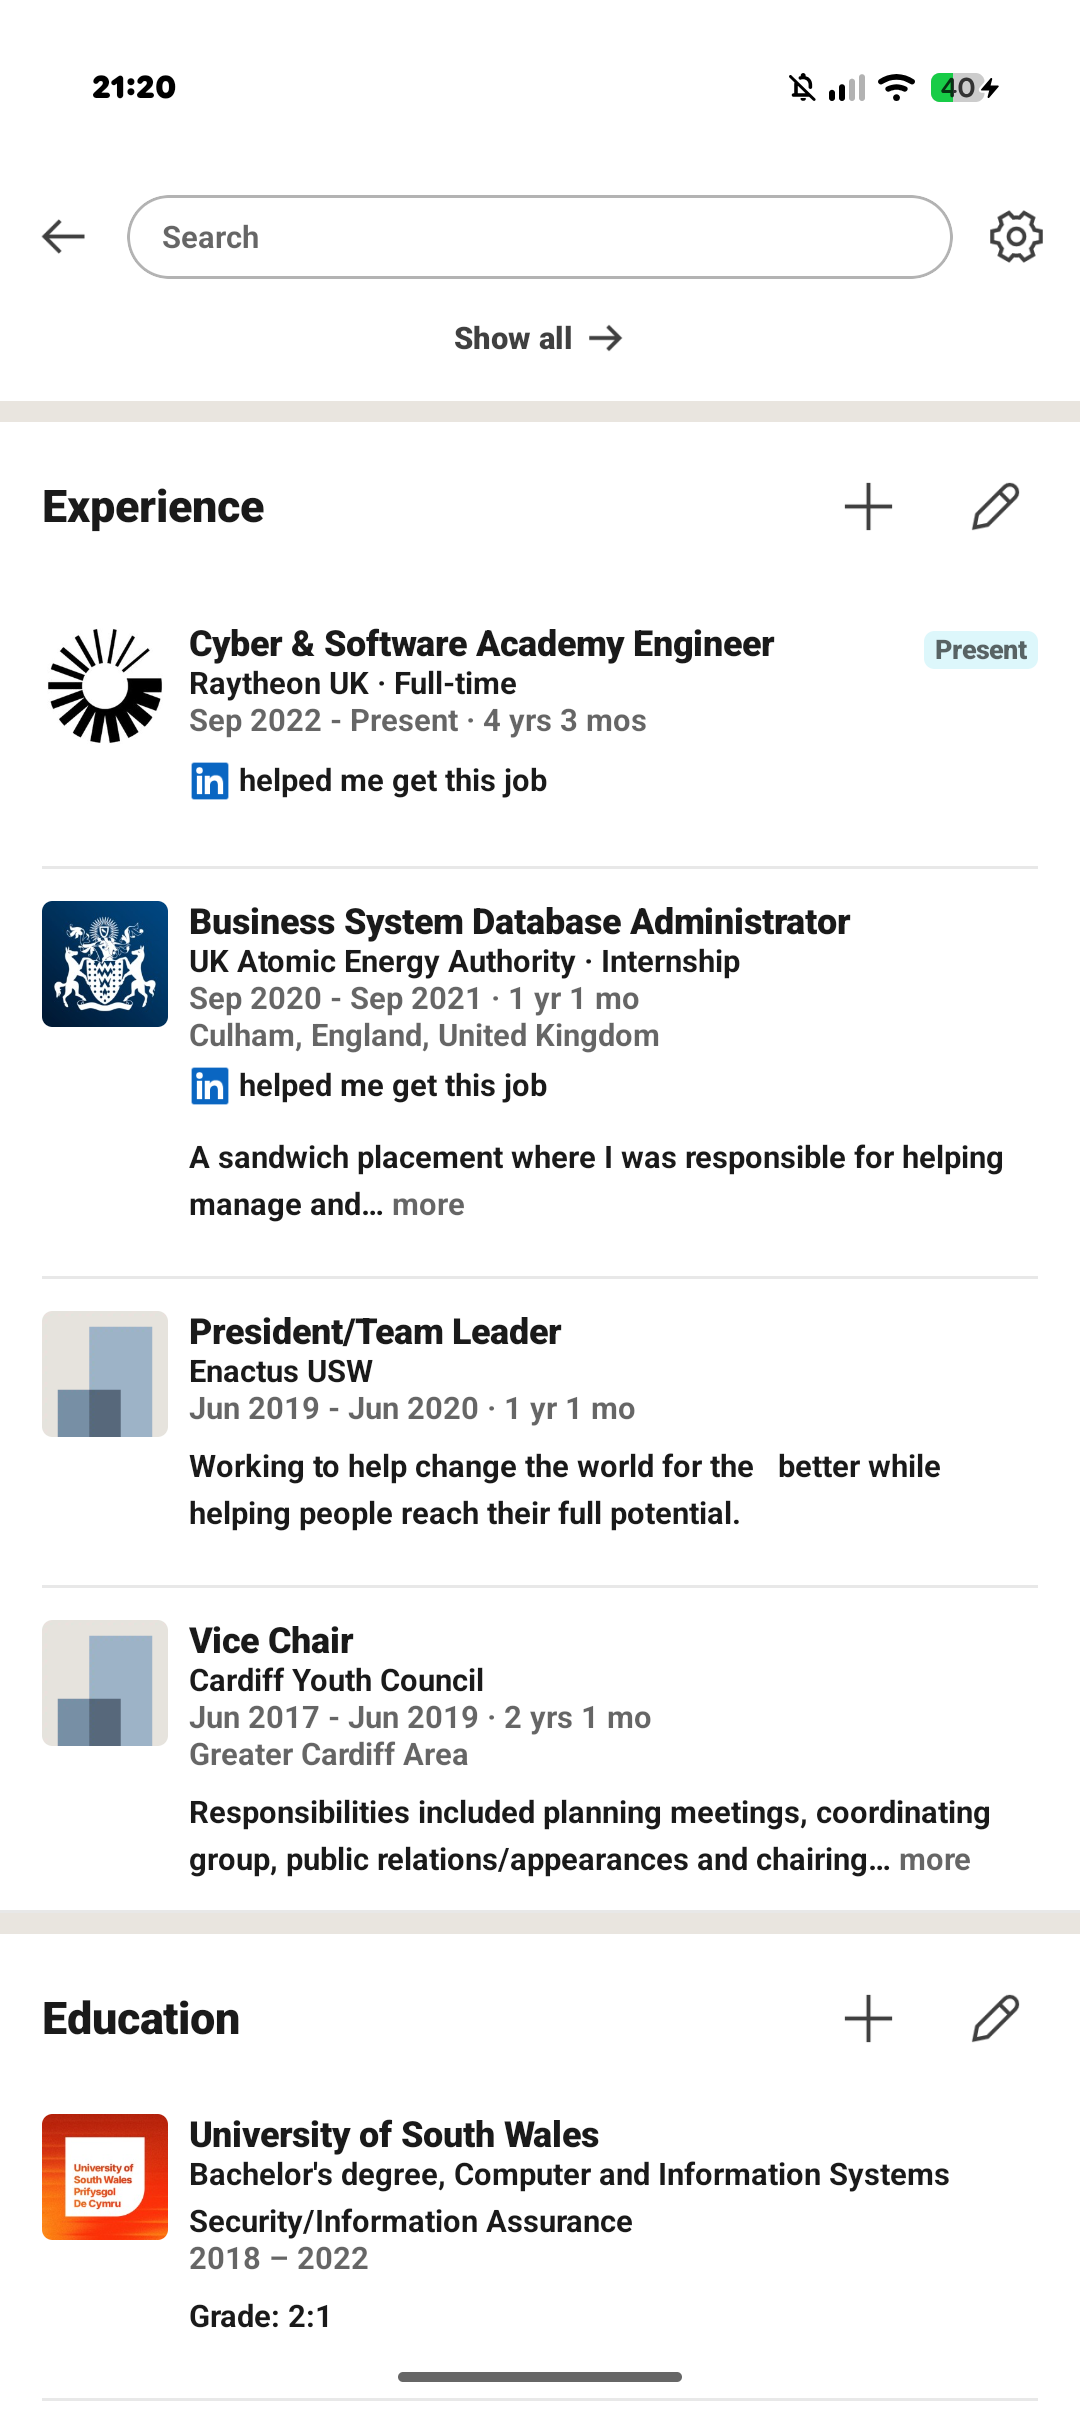 21:20
40
Search
Show all
Experience
Cyber & Software Academy Engineer
Present
Raytheon UK · Full-time
Sep 2022 - Present · 4 yrs 3 mos
in helped me get this job
Business System Database Administrator
UK Atomic Energy Authority · Internship
Sep 2020 - Sep 2021 · 1 yr 1 mo
Culham, England, United Kingdom
in helped me get this job
A sandwich placement where I was responsible for helping
manage and... more
President/Team Leader
Enactus USW
Jun 2019 - Jun 2020 · 1 yr 1 mo
Working to help change the world for the   better while
helping people reach their full potential.
Vice Chair
Cardiff Youth Council
Jun 2017 - Jun 2019 · 2 yrs 1 mo
Greater Cardiff Area
Responsibilities included planning meetings, coordinating
group, public relations/appearances and chairing... more
Education
University of
South Wales
Prifysgol
De Cymru
University of South Wales
Bachelor's degree, Computer and Information Systems
Security/Information Assurance
2018 – 2022
Grade: 2:1